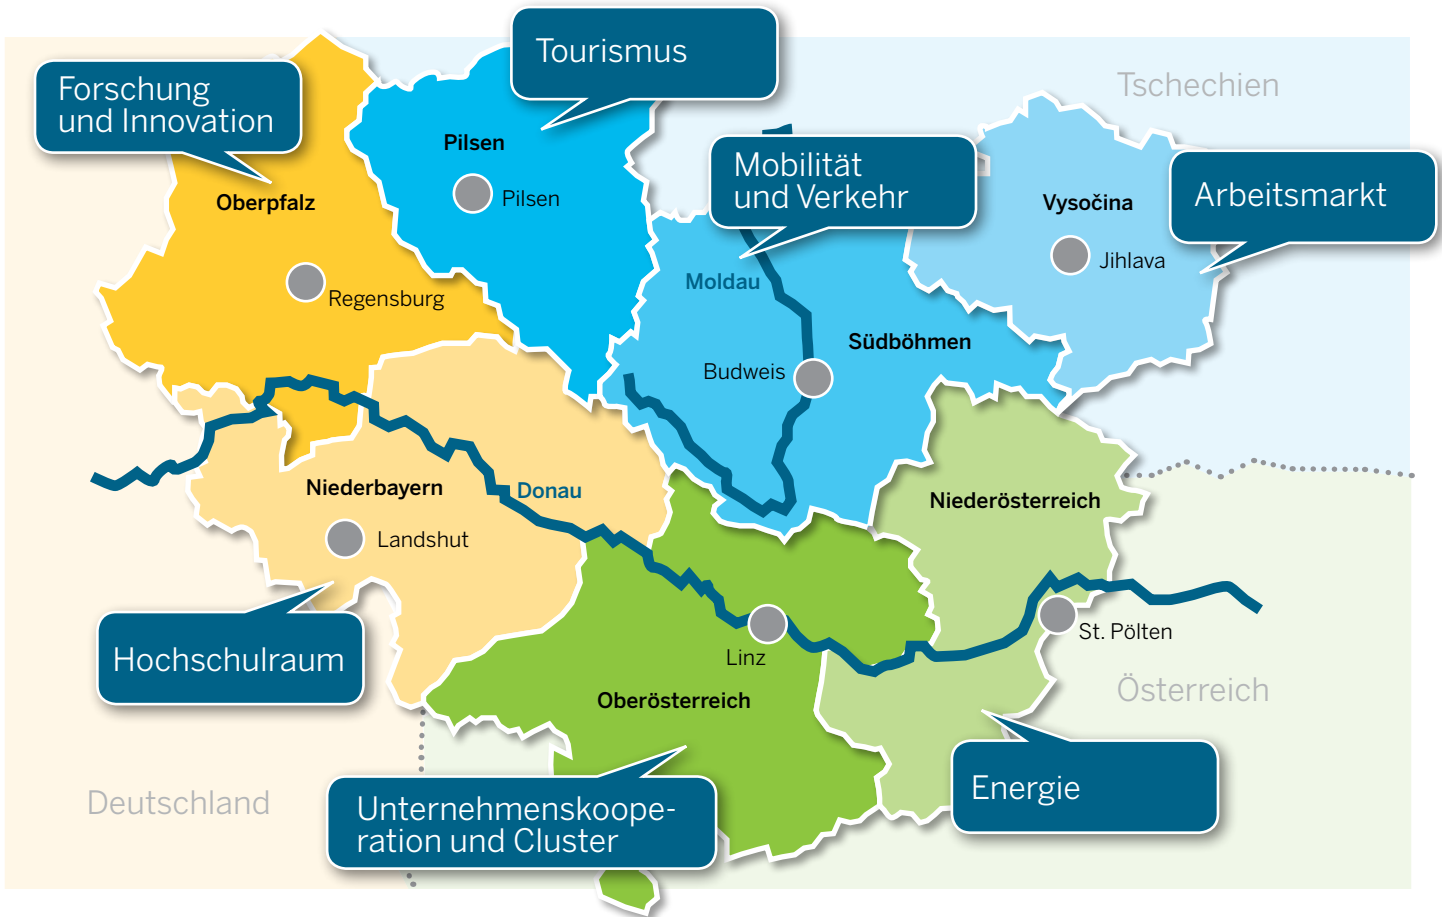 Tourismus
Forschung
und Innovation
Tschechien
Pilsen
Pilsen
Mobilität
und Verkehr
Arbeitsmarkt
Oberpfalz
Vysočina
Jihlava
Regensburg
Moldau
Südböhmen
Budweis
Niederbayern
Donau
Niederösterreich
Landshut
St. Pölten
Linz
Hochschulraum
Oberösterreich
Österreich
Energie
Deutschland
Unternehmenskoope-
ration und Cluster